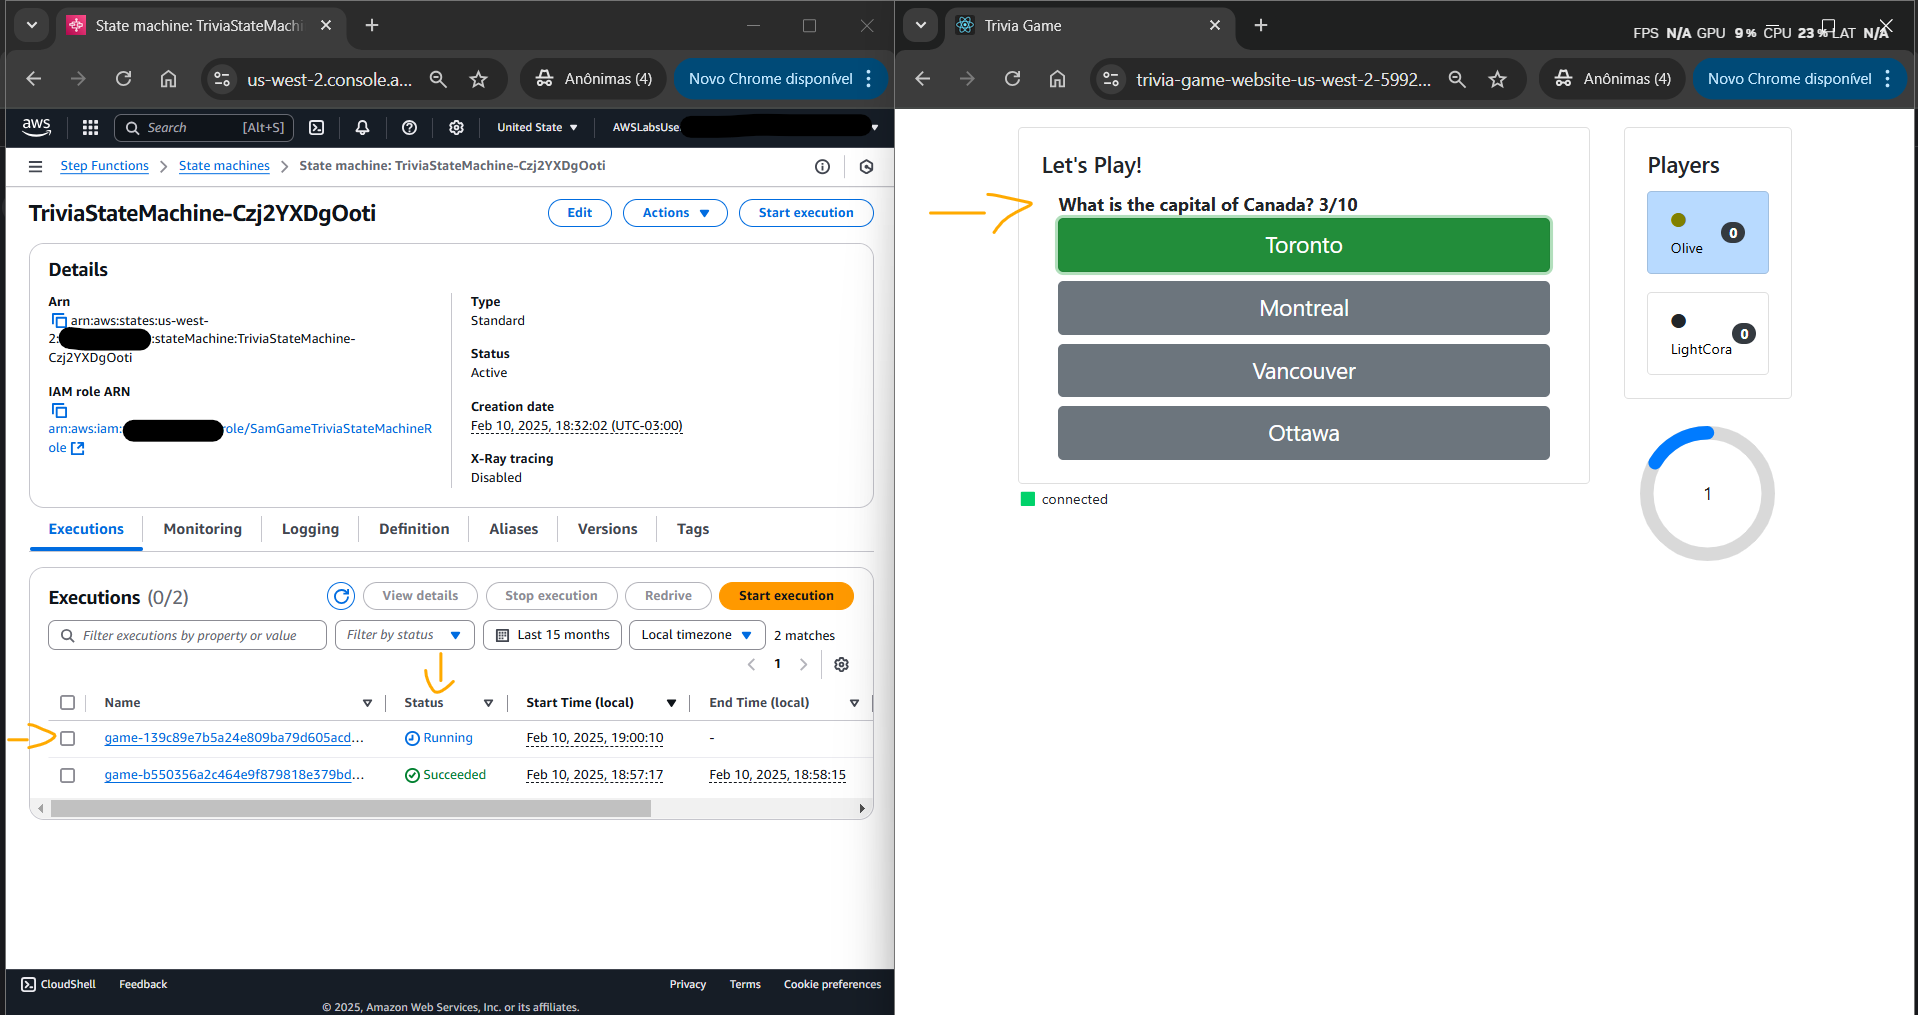 State machine: TriviaStateMachi
us-west-2.console.a...
Anônimas (4)
Novo Chrome disponível
aws
Search
[Alt+S]
United State
AWSLabsUse
Step Functions
State machines
State machine: TriviaStateMachine-Czj2YXDgOoti
TriviaStateMachine-Czj2YXDgOoti
Edit
Actions
Start execution
Details
Arn
arn:aws:states:us-west-
2:
:stateMachine:TriviaStateMachine-
Czj2YXDgOoti
IAM role ARN
arn:aws:iam:
role/SamGameTriviaStateMachineR
ole
Type
Standard
Status
Active
Creation date
Feb 10, 2025, 18:32:02 (UTC-03:00)
X-Ray tracing
Disabled
Executions
Monitoring
Logging
Definition
Aliases
Versions
Tags
Executions (0/2)
View details
Stop execution
Redrive
Start execution
Filter executions by property or value
Filter by status
Last 15 months
Local timezone
2 matches
1
Name
Status
Start Time (local)
End Time (local)
game-139c89e7b5a24e809ba79d605acd...
Running
Feb 10, 2025, 19:00:10
-
game-b550356a2c464e9f879818e379bd...
Succeeded
Feb 10, 2025, 18:57:17
Feb 10, 2025, 18:58:15
CloudShell
Feedback
Privacy
Terms
Cookie preferences
© 2025, Amazon Web Services, Inc. or its affiliates.
Trivia Game
FPS N/A GPU 9% CPU 23% LAT N/A
trivia-game-website-us-west-2-5992...
Anônimas (4)
Novo Chrome disponível
Let's Play!
What is the capital of Canada? 3/10
Toronto
Montreal
Vancouver
Ottawa
connected
Players
Olive
0
LightCora
0
1